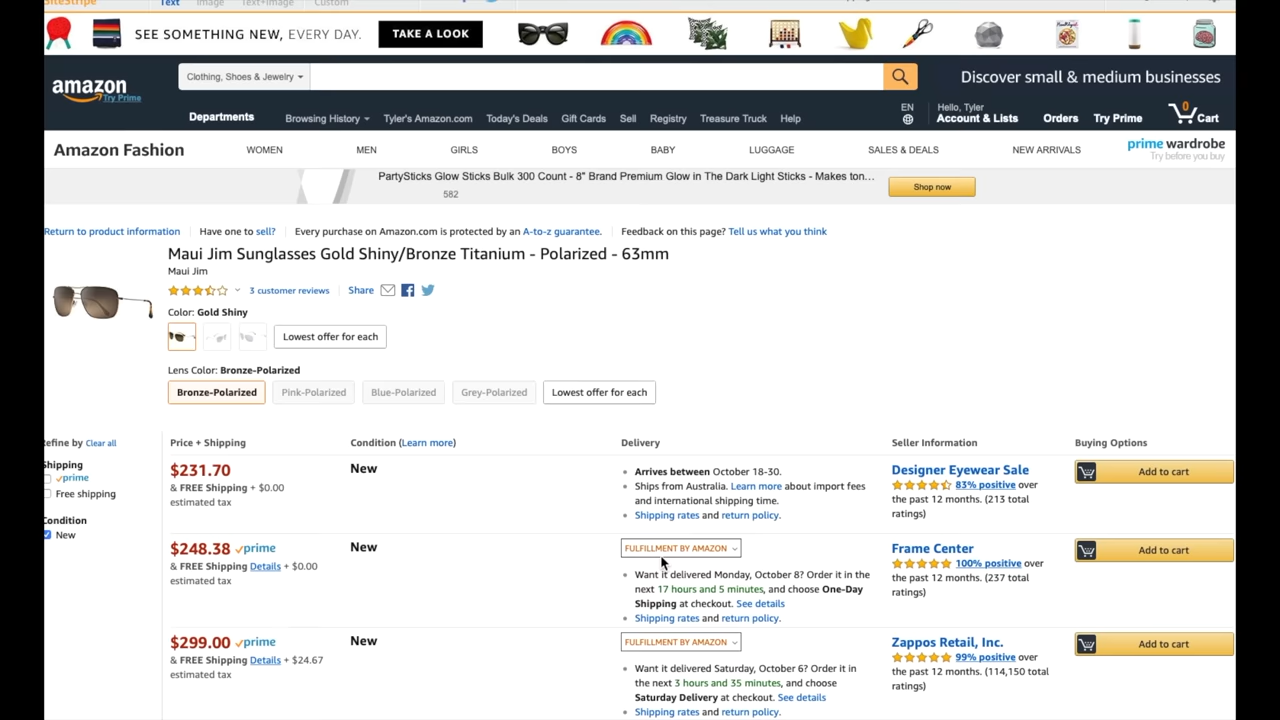 SiteStripe
Text Image Text+Image Custom
SEE SOMETHING NEW, EVERY DAY. TAKE A LOOK
Clothing, Shoes & Jewelry
Discover small & medium businesses
amazon
Try Prime
Departments
Browsing History Tyler's Amazon.com Today's Deals Gift Cards Sell Registry Treasure Truck Help
EN
Hello, Tyler
Account & Lists
Orders
Try Prime
0
Cart
Amazon Fashion
WOMEN MEN GIRLS BOYS BABY LUGGAGE SALES & DEALS NEW ARRIVALS
prime wardrobe
Try before you buy
PartySticks Glow Sticks Bulk 300 Count - 8" Brand Premium Glow in The Dark Light Sticks - Makes ton...
582
Shop now
Return to product information Have one to sell? Every purchase on Amazon.com is protected by an A-to-z guarantee. Feedback on this page? Tell us what you think
Maui Jim Sunglasses Gold Shiny/Bronze Titanium - Polarized - 63mm
Maui Jim
3 customer reviews Share
Color: Gold Shiny
Lowest offer for each
Lens Color: Bronze-Polarized
Bronze-Polarized Pink-Polarized Blue-Polarized Grey-Polarized Lowest offer for each
efine by Clear all
Shipping
prime
Free shipping
Condition
New
Price + Shipping Condition (Learn more) Delivery Seller Information Buying Options
$231.70
& FREE Shipping + $0.00
estimated tax
New
Arrives between October 18-30.
Ships from Australia. Learn more about import fees
and international shipping time.
Shipping rates and return policy.
Designer Eyewear Sale
83% positive over
the past 12 months. (213 total
ratings)
Add to cart
$248.38 prime
& FREE Shipping Details + $0.00
estimated tax
New
FULFILLMENT BY AMAZON
Want it delivered Monday, October 8? Order it in the
next 17 hours and 5 minutes, and choose One-Day
Shipping at checkout. See details
Shipping rates and return policy.
Frame Center
100% positive over
the past 12 months. (237 total
ratings)
Add to cart
$299.00 prime
& FREE Shipping Details + $24.67
estimated tax
New
FULFILLMENT BY AMAZON
Want it delivered Saturday, October 6? Order it in
the next 3 hours and 35 minutes, and choose
Saturday Delivery at checkout. See details
Shipping rates and return policy.
Zappos Retail, Inc.
99% positive over
the past 12 months. (114,150 total
ratings)
Add to cart